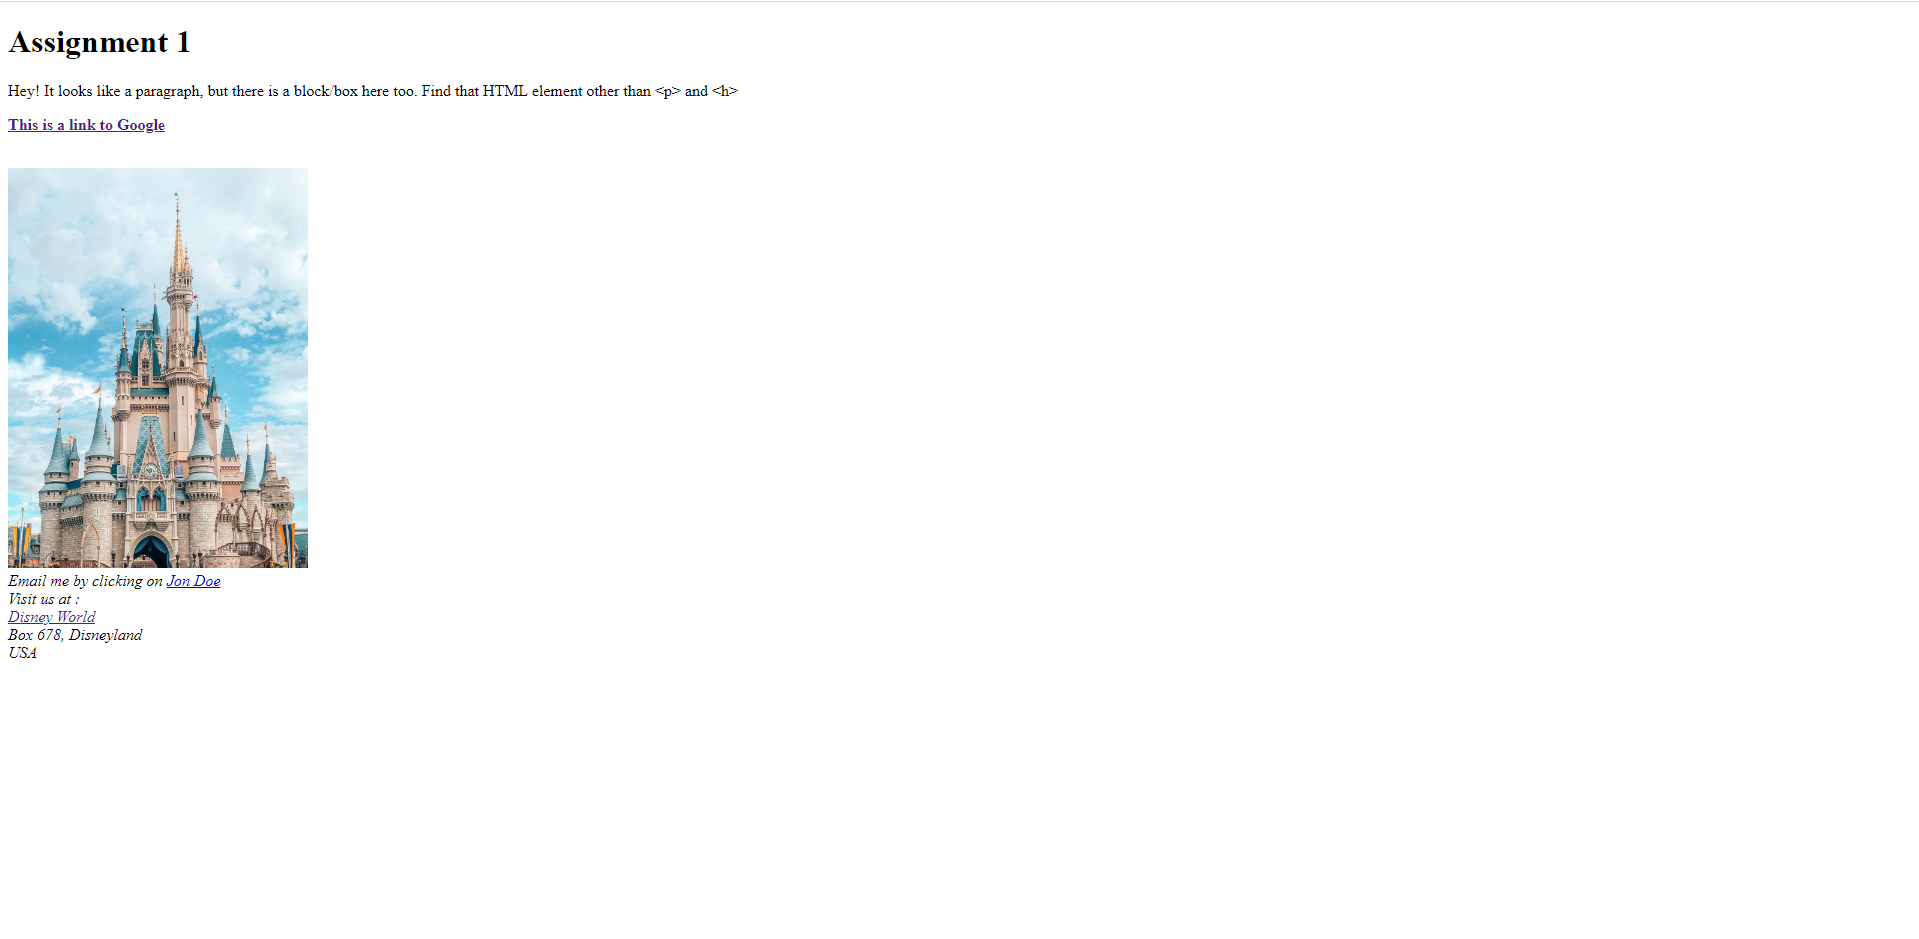 Assignment 1
Hey! It looks like a paragraph, but there is a block/box here too. Find that HTML element other than <p> and <h>
This is a link to Google
Email me by clicking on Jon Doe
Visit us at :
Disney World
Box 678, Disneyland
USA